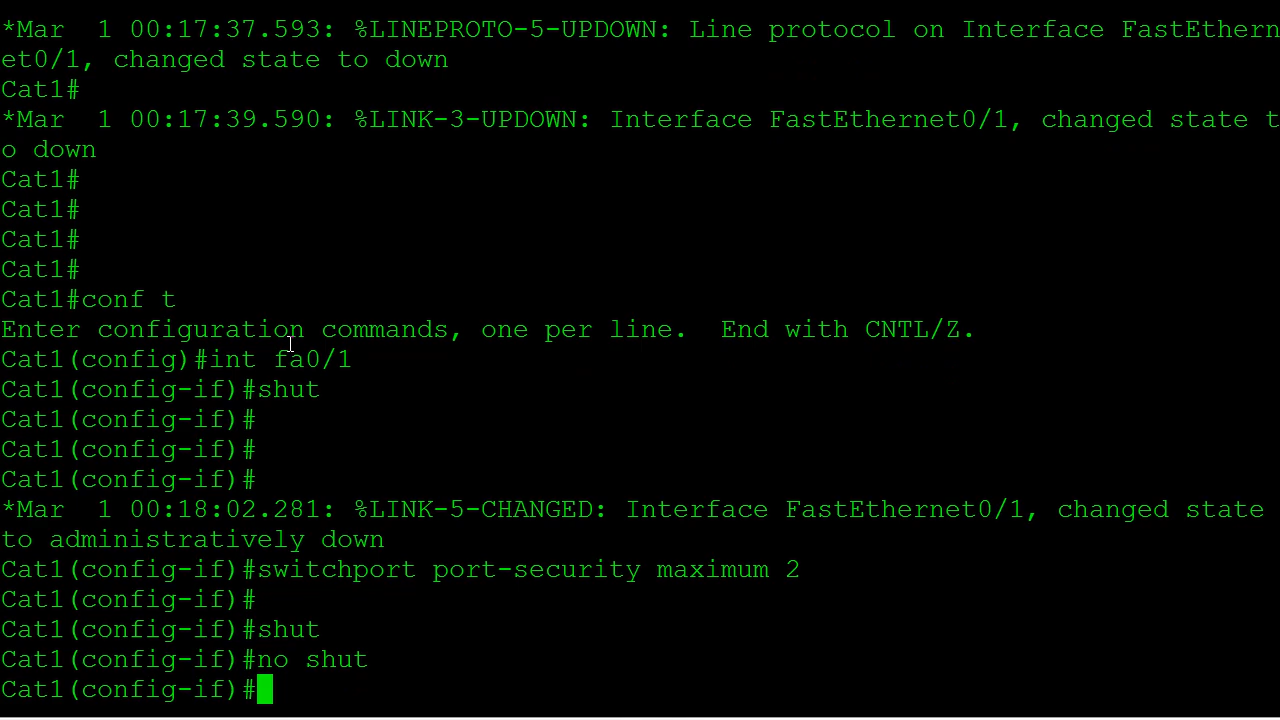 *Mar  1 00:17:37.593: %LINEPROTO-5-UPDOWN: Line protocol on Interface FastEthern
et0/1, changed state to down
Cat1#
*Mar  1 00:17:39.590: %LINK-3-UPDOWN: Interface FastEthernet0/1, changed state t
o down
Cat1#
Cat1#
Cat1#
Cat1#
Cat1#conf t
Enter configuration commands, one per line.  End with CNTL/Z.
Cat1(config)#int fa0/1
Cat1(config-if)#shut
Cat1(config-if)#
Cat1(config-if)#
Cat1(config-if)#
*Mar  1 00:18:02.281: %LINK-5-CHANGED: Interface FastEthernet0/1, changed state
to administratively down
Cat1(config-if)#switchport port-security maximum 2
Cat1(config-if)#
Cat1(config-if)#shut
Cat1(config-if)#no shut
Cat1(config-if)#